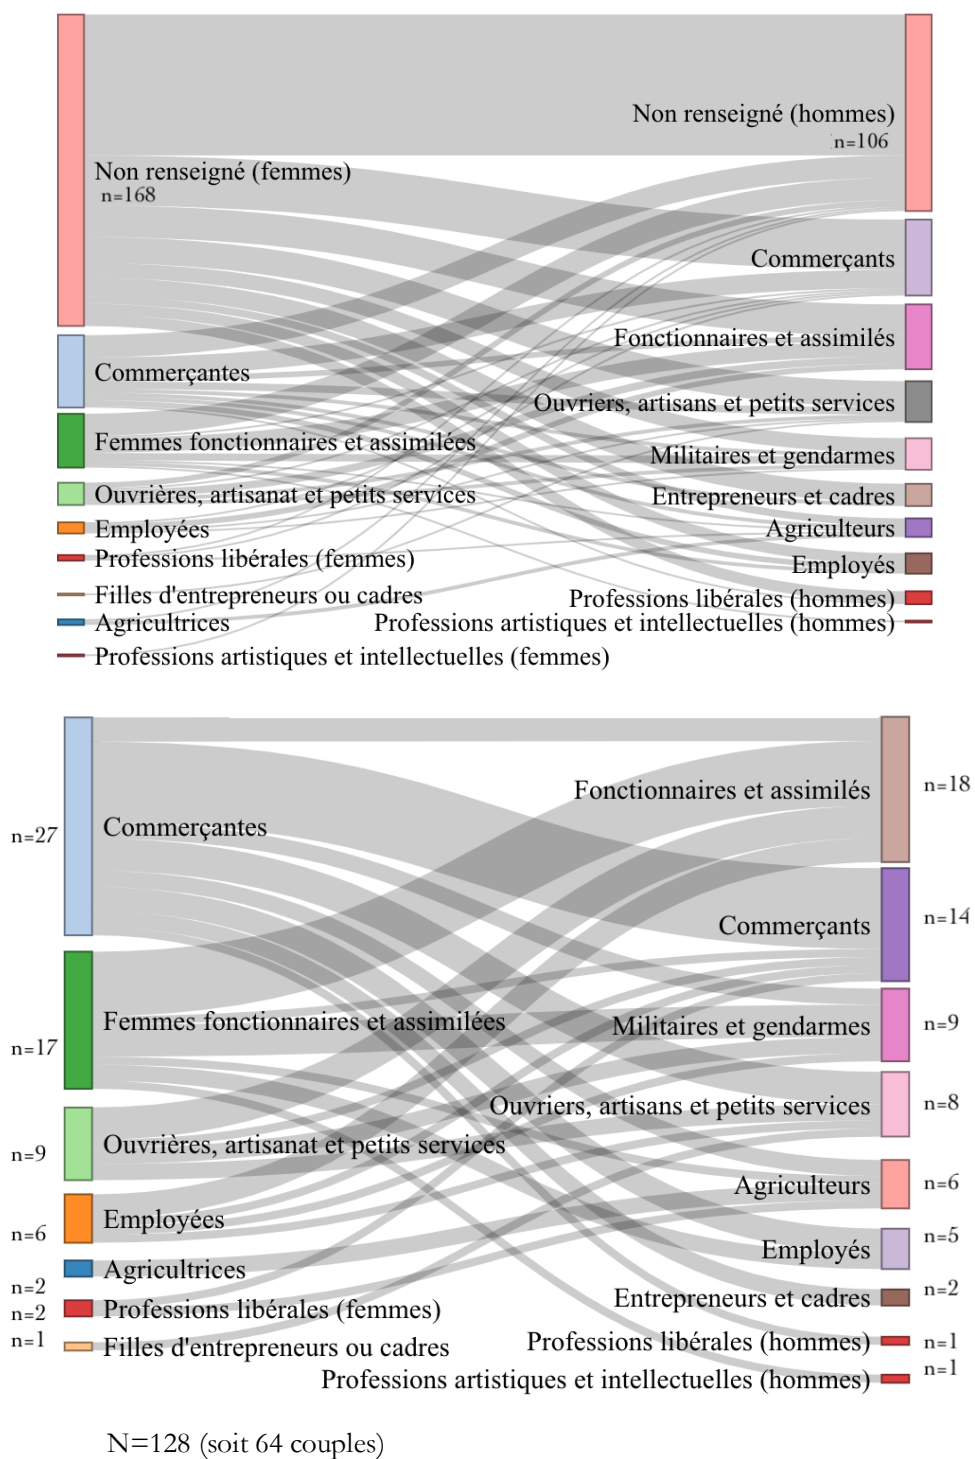 Non renseigné (hommes)
n=106
Non renseigné (femmes)
n=168
Commerçants
Fonctionnaires et assimilés
Commerçantes
Ouvriers, artisans et petits services
Femmes fonctionnaires et assimilées
Militaires et gendarmes
Ouvrières, artisanat et petits services
Entrepreneurs et cadres
Employées
Agriculteurs
Professions libérales (femmes)
Employés
Filles d'entrepreneurs ou cadres
Professions libérales (hommes)
Agricultrices
Professions artistiques et intellectuelles (hommes)
Professions artistiques et intellectuelles (femmes)
Fonctionnaires et assimilés
n=18
n=27
Commerçantes
Commerçants
n=14
Femmes fonctionnaires et assimilées
Militaires et gendarmes
n=9
n=17
Ouvriers, artisans et petits services
n=8
n=9
Ouvrières, artisanat et petits services
Agriculteurs
n=6
n=6
Employées
Employés
n=5
Agricultrices
n=2
Entrepreneurs et cadres
n=2
n=2
Professions libérales (femmes)
n=1
Filles d'entrepreneurs ou cadres
Professions libérales (hommes)
n=1
Professions artistiques et intellectuelles (hommes)
n=1
N=128 (soit 64 couples)